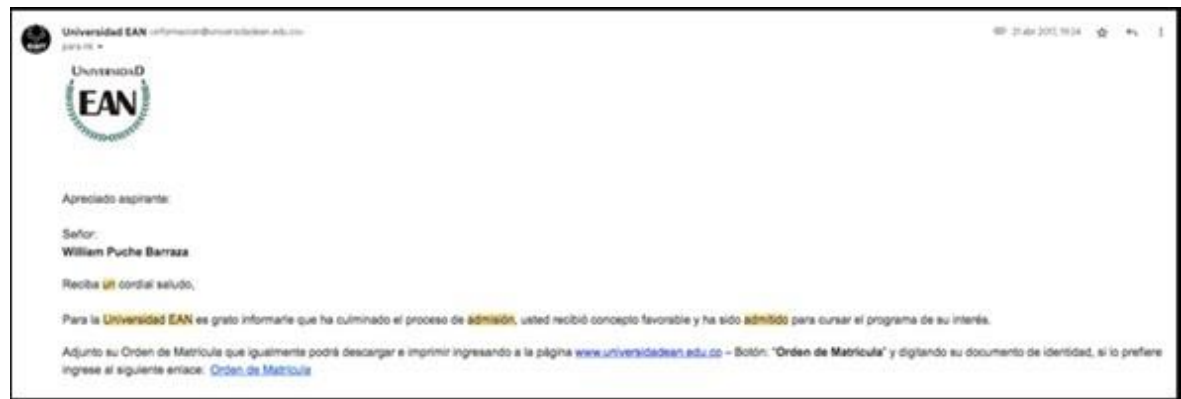 Universidad EAN
para mí
UNIVERSIDAD
EAN
Apreciado aspirante:
Señor:
William Puche Barraza
Reciba un cordial saludo,
Para la Universidad EAN es grato informarle que ha culminado el proceso de admisión, usted recibió concepto favorable y ha sido admitido para cursar el programa de su interés.
Adjunto su Orden de Matrícula que igualmente podrá descargar e imprimir ingresando a la página www.universidadean.edu.co – Botón: "Orden de Matrícula" y digitando su documento de identidad, si lo prefiere
ingrese al siguiente enlace: Orden de Matrícula